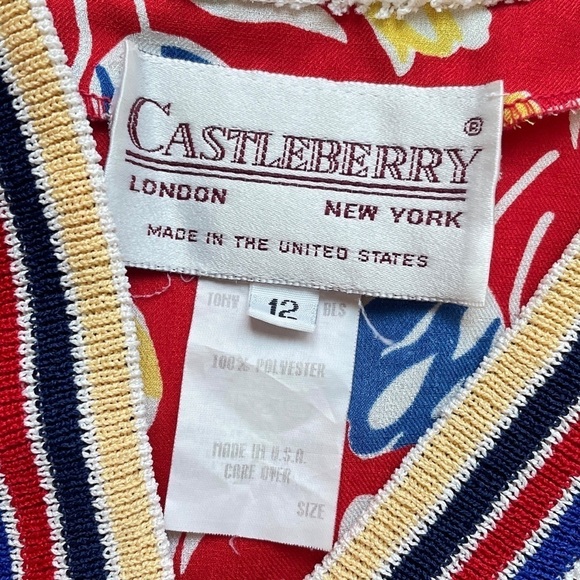 CASTLEBERRY®
LONDON NEW YORK
MADE IN THE UNITED STATES
TONY 12 BLS
100% POLYESTER
MADE IN U.S.A
CARE OVER
SIZE